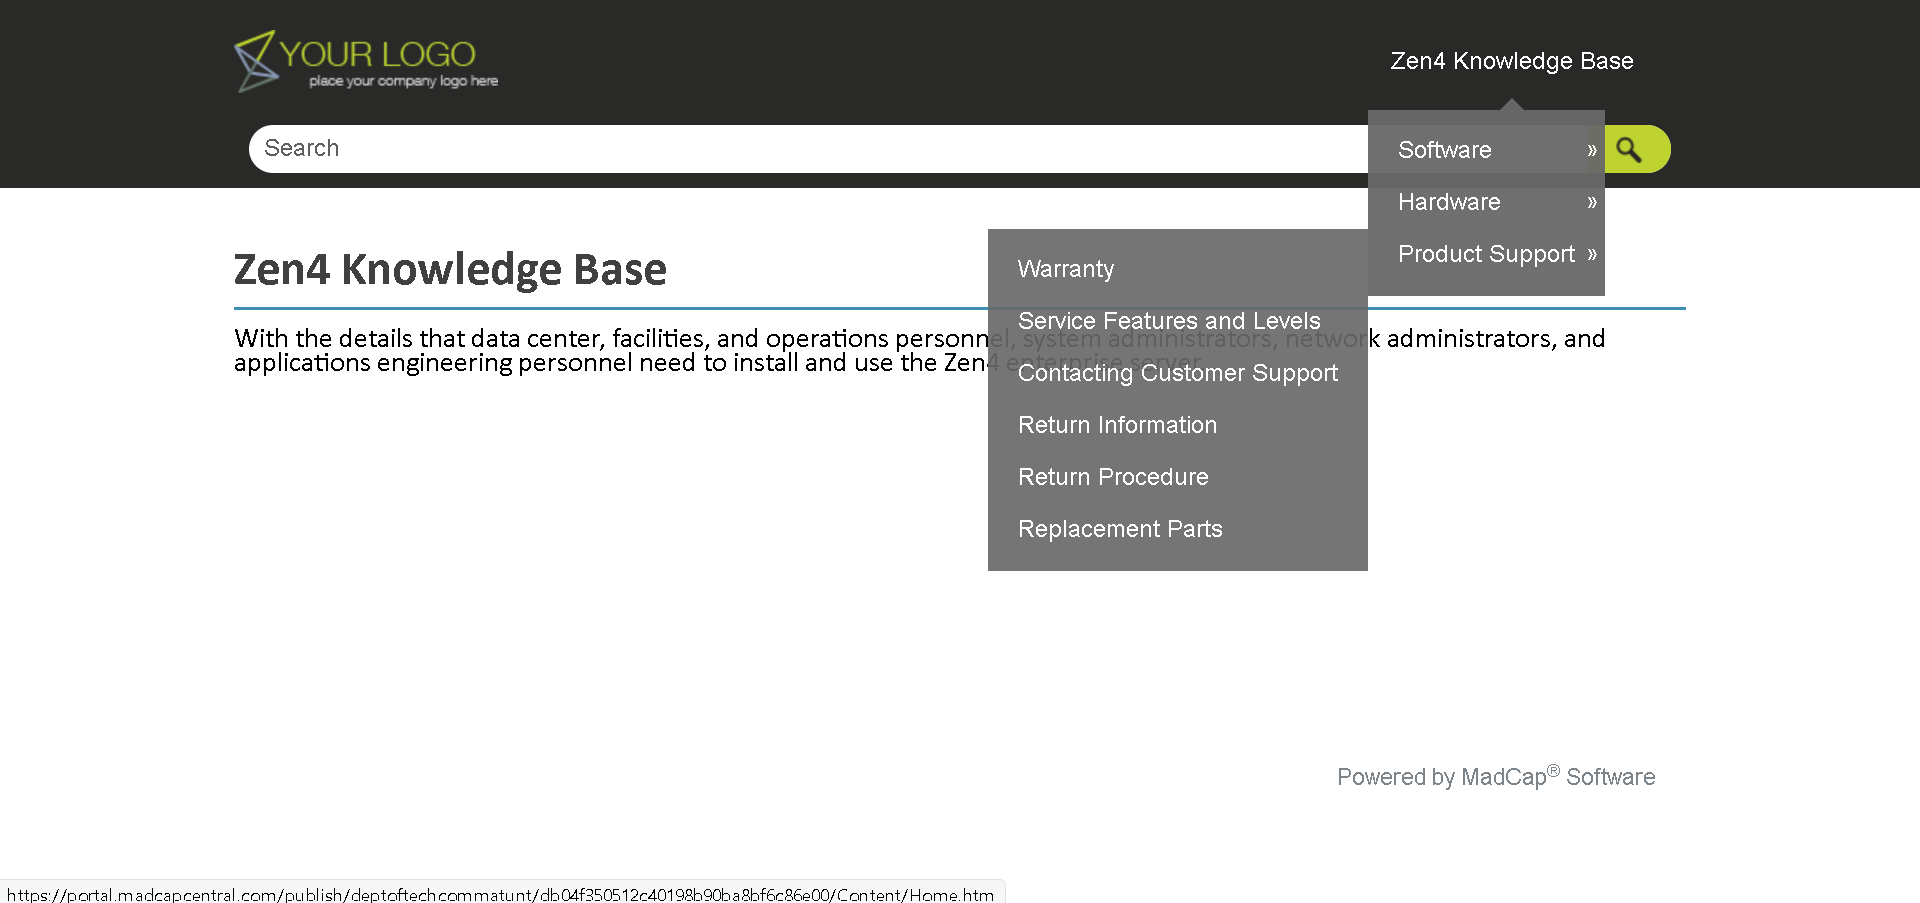 YOUR LOGO
place your company logo here
Zen4 Knowledge Base
Search
Software »
Hardware »
Product Support »
Zen4 Knowledge Base
With the details that data center, facilities, and operations personnel, system administrators, network administrators, and
applications engineering personnel need to install and use the Zen4 enterprise server.
Warranty
Service Features and Levels
Contacting Customer Support
Return Information
Return Procedure
Replacement Parts
Powered by MadCap® Software
https://portal.madcapcentral.com/publish/deptoftechcommatunt/db04f350512c40198b90ba8bf6c86e00/Content/Home.htm